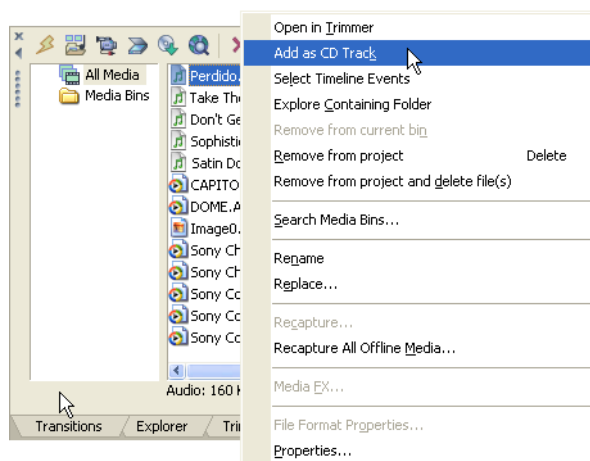 All Media
Media Bins
Perdido.
Take The
Don't Ge
Sophistic
Satin Do
CAPITO
DOME.A
Image0.
Sony Ch
Sony Ch
Sony Co
Sony Co
Sony Co
Audio: 160 K
Transitions
Explorer
Tri
Open in Trimmer
Add as CD Track
Select Timeline Events
Explore Containing Folder
Remove from current bin
Remove from project Delete
Remove from project and delete file(s)
Search Media Bins...
Rename
Replace...
Recapture...
Recapture All Offline Media...
Media FX...
File Format Properties...
Properties...